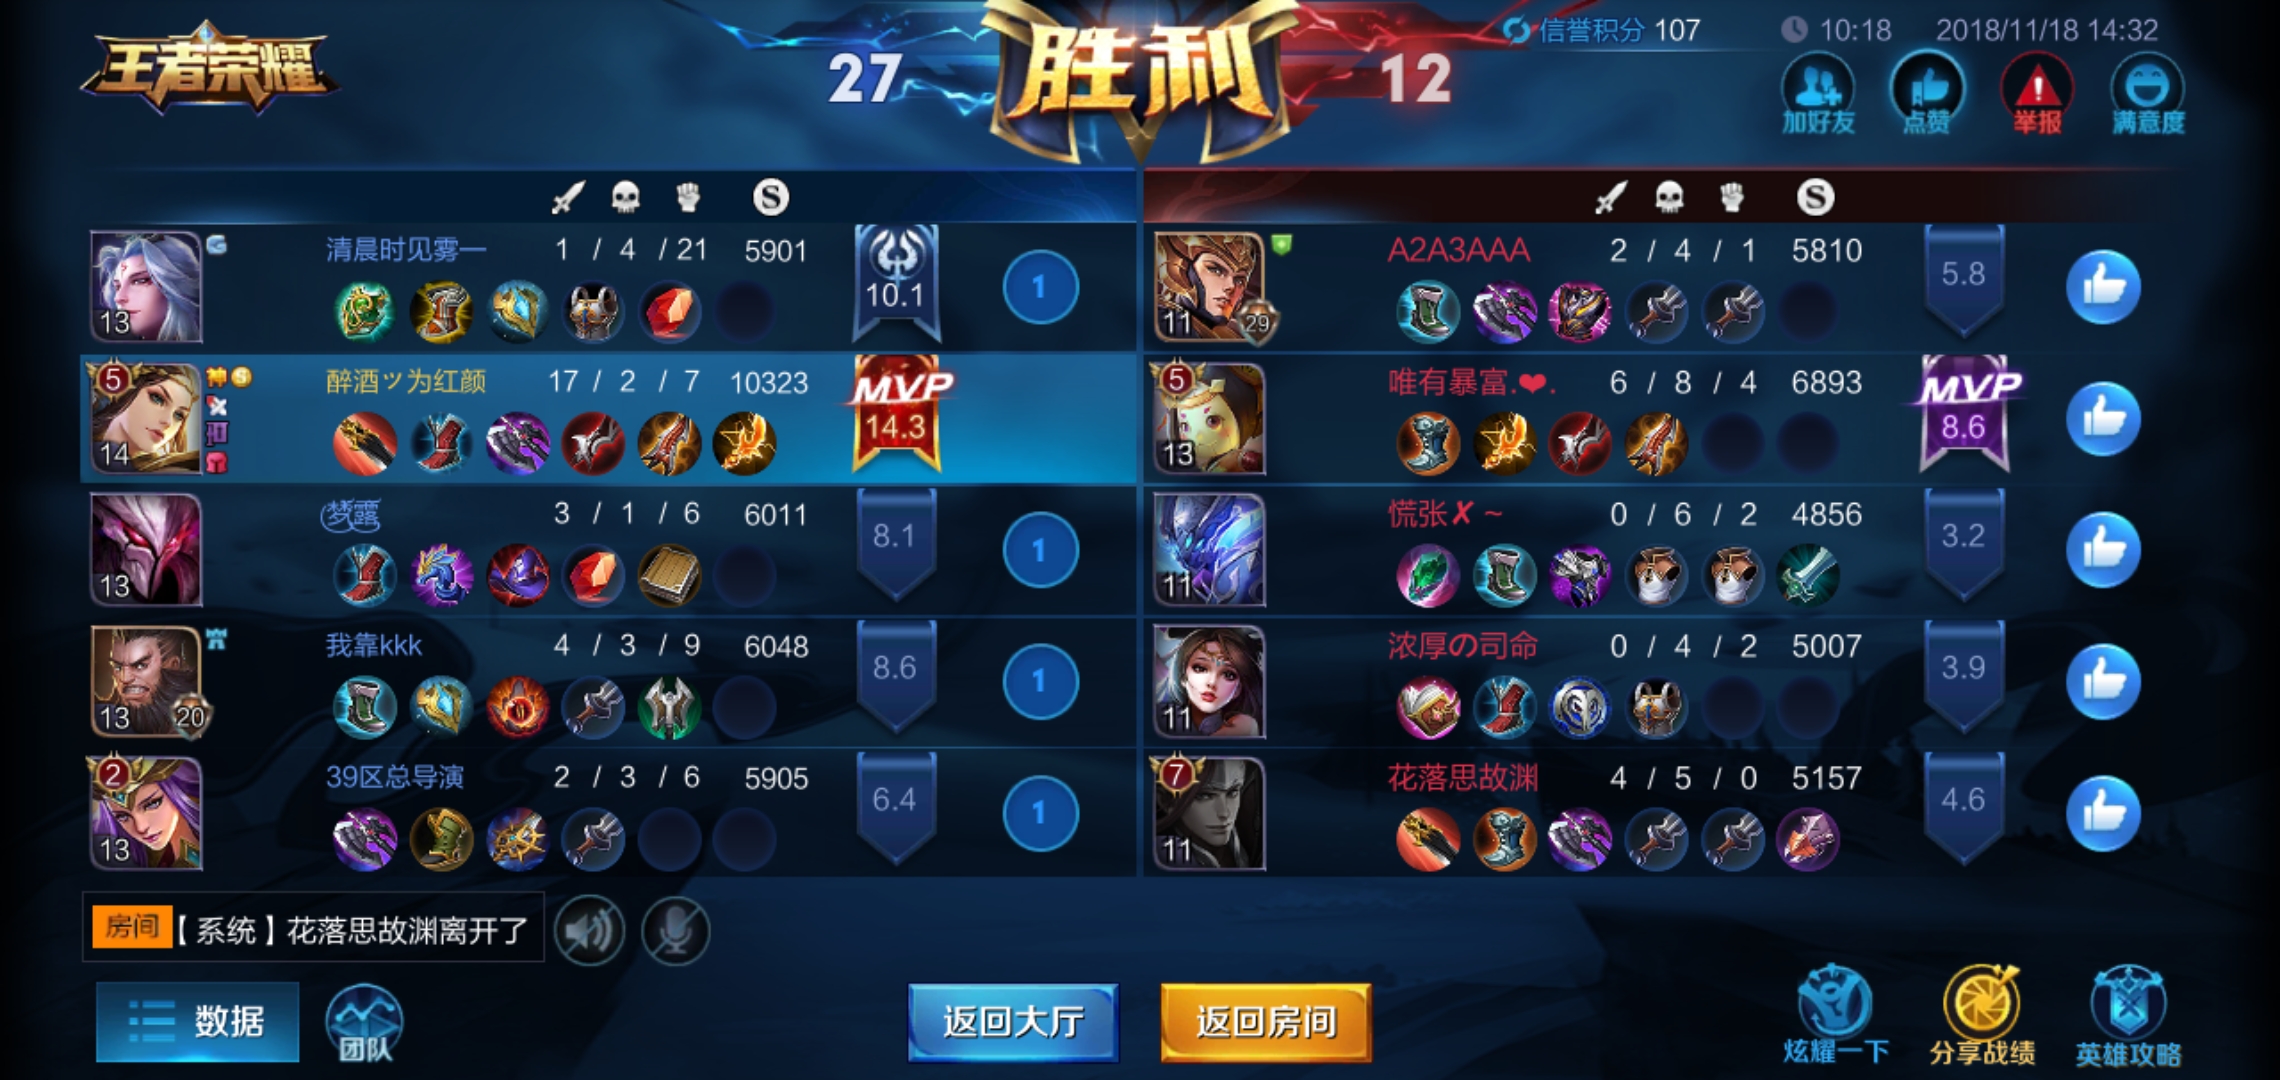 王者荣耀
27 胜利 12
信誉积分 107
10:18 2018/11/18 14:32
加好友 点赞 举报 满意度
S
S
清晨时见雾一 1 / 4 / 21 5901
13
10.1
1
醉酒ツ为红颜 17 / 2 / 7 10323
5
14
神 S
MVP
14.3
梦露 3 / 1 / 6 6011
13
8.1
1
我靠kkk 4 / 3 / 9 6048
13 20
8.6
1
39区总导演 2 / 3 / 6 5905
2
13
6.4
1
A2A3AAA 2 / 4 / 1 5810
11 29
5.8
唯有暴富.❤. 6 / 8 / 4 6893
5
13
MVP
8.6
慌张✘ ~ 0 / 6 / 2 4856
11
3.2
浓厚の司命 0 / 4 / 2 5007
11
3.9
花落思故渊 4 / 5 / 0 5157
7
11
4.6
房间【系统】花落思故渊离开了
数据 团队 返回大厅 返回房间 炫耀一下 分享战绩 英雄攻略